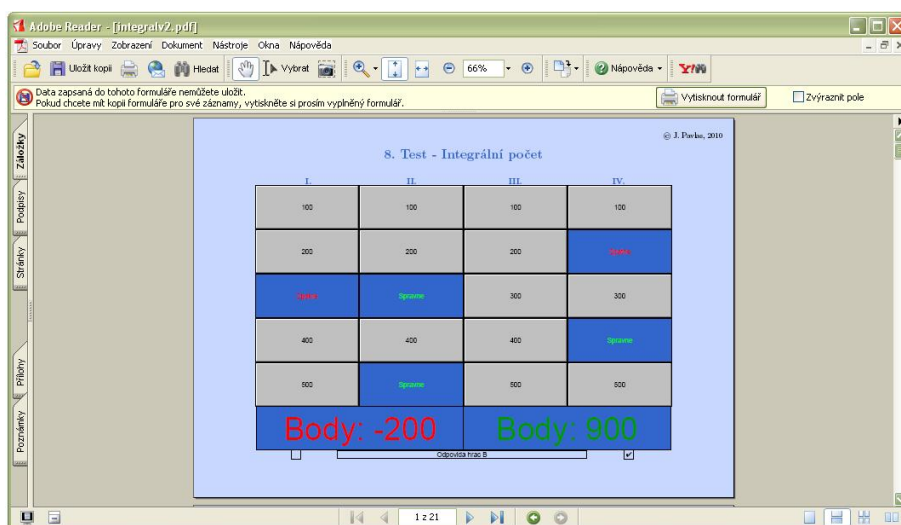 Adobe Reader - [integralv2.pdf]
Soubor Úpravy Zobrazení Dokument Nástroje Okna Nápověda
Uložit kopii Hledat Vybrat 66% Nápověda Y!
Data zapsaná do tohoto formuláře nemůžete uložit.
Pokud chcete mít kopii formuláře pro své záznamy, vytiskněte si prosím vyplněný formulář.
Vytisknout formulář Zvýraznit pole
Záložky
Podpisy
Stránky
Přílohy
Poznámky
© J. Pavlas, 2010
8. Test - Integrální počet
I. II. III. IV.
100 100 100 100
200 200 200
Spravne 300 300
400 400 400 Spravne
500 Spravne 500 500
Body: -200 Body: 900
Odpovida hrac B
1 z 21